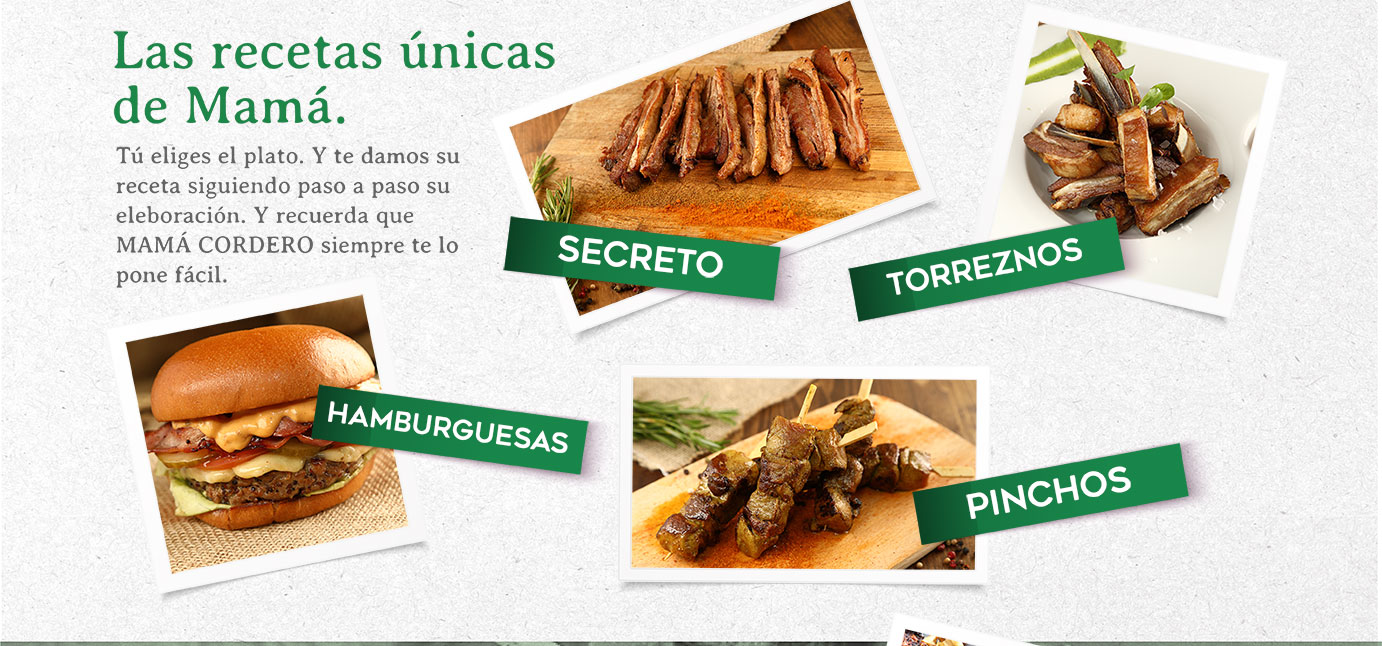 Las recetas únicas
de Mamá.
Tú eliges el plato. Y te damos su
receta siguiendo paso a paso su
eleboración. Y recuerda que
MAMÁ CORDERO siempre te lo
pone fácil.
SECRETO
TORREZNOS
HAMBURGUESAS
PINCHOS